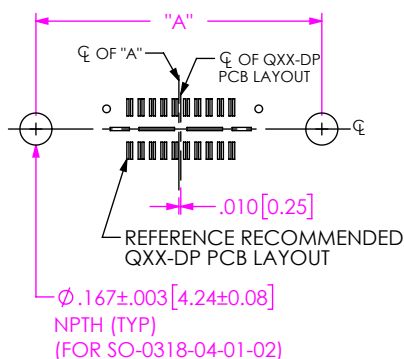 "A"
℄ OF "A"
℄ OF QXX-DP
PCB LAYOUT
℄
.010[0.25]
REFERENCE RECOMMENDED
QXX-DP PCB LAYOUT
Ø.167±.003[4.24±0.08]
NPTH (TYP)
(FOR SO-0318-04-01-02)